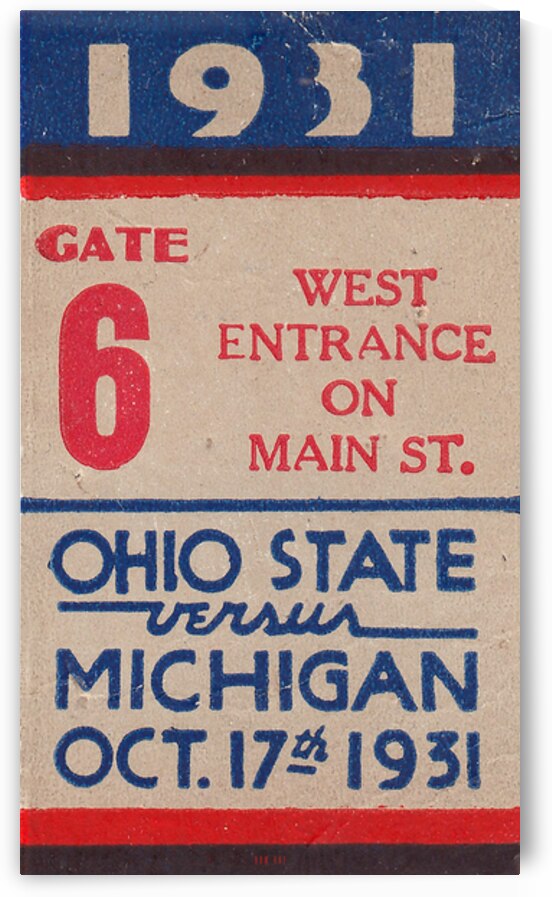 1931
GATE
6
WEST
ENTRANCE
ON
MAIN ST.
OHIO STATE
versus
MICHIGAN
OCT. 17th 1931